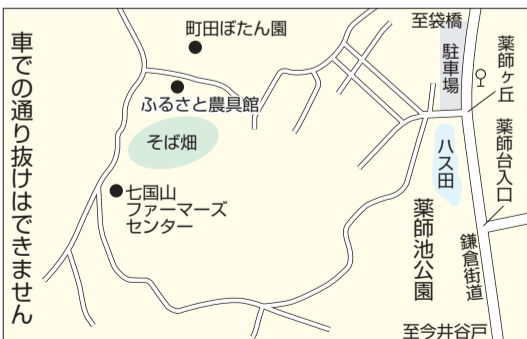 車での通り抜けはできません
町田ぼたん園
ふるさと農具館
そば畑
七国山
ファーマーズ
センター
至袋橋
駐車場
薬師ヶ丘
薬師台入口
ハス田
薬師池公園
鎌倉街道
至今井谷戸